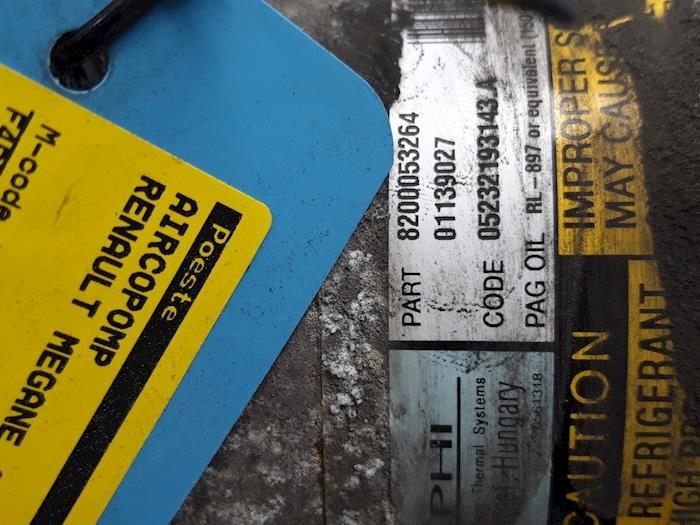 Poeste
AIRCOPOMP
RENAULT MEGANE
M-code
PART 8200053264
01139027
CODE 05232193143.A
PAG OIL RL-897 or equivalent
PHI
Thermal Systems
Hungary
IMPROPER S
MAY CAUS
CAUTION
REFRIGERANT